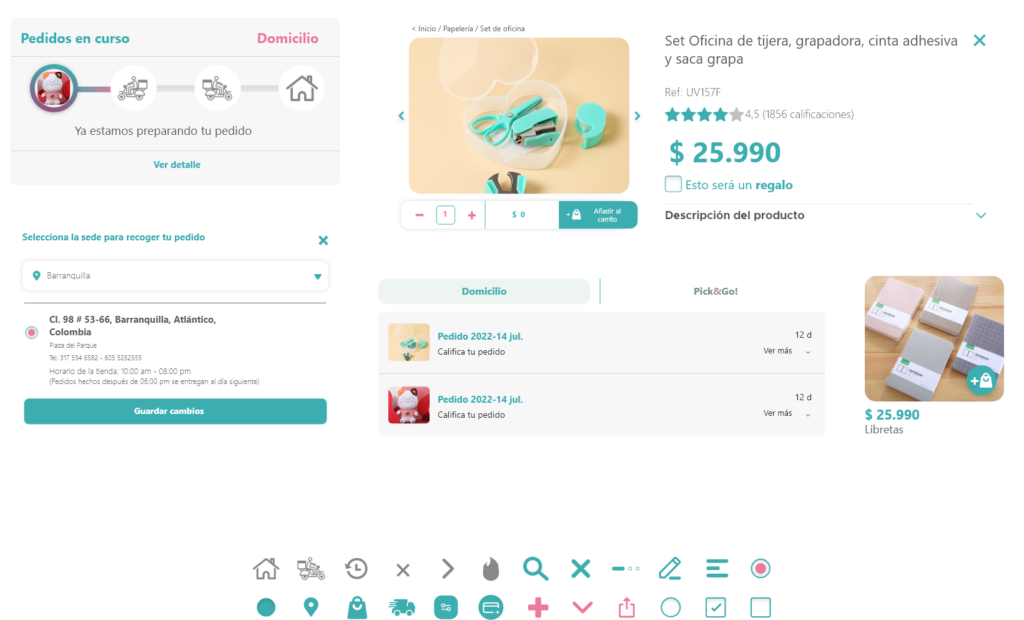 Pedidos en curso
Domicilio
Ya estamos preparando tu pedido
Ver detalle
Selecciona la sede para recoger tu pedido
Barranquilla
Cl. 98 # 53-66, Barranquilla, Atlántico,
Colombia
Plaza del Parque
Tel: 317 554 6582 - 605 3252555
Horario de la tienda: 10:00 am - 08:00 pm
(Pedidos hechos después de 06:00 pm se entregan al día siguiente)
Guardar cambios
< Inicio / Papelería / Set de oficina
1
$ 0
Añadir al
carrito
Set Oficina de tijera, grapadora, cinta adhesiva
y saca grapa
Ref: UV157F
4,5 (1856 calificaciones)
$ 25.990
Esto será un regalo
Descripción del producto
Domicilio
Pick&Go!
Pedido 2022-14 jul.
12 d
Califica tu pedido
Ver más
Pedido 2022-14 jul.
12 d
Califica tu pedido
Ver más
$ 25.990
Libretas